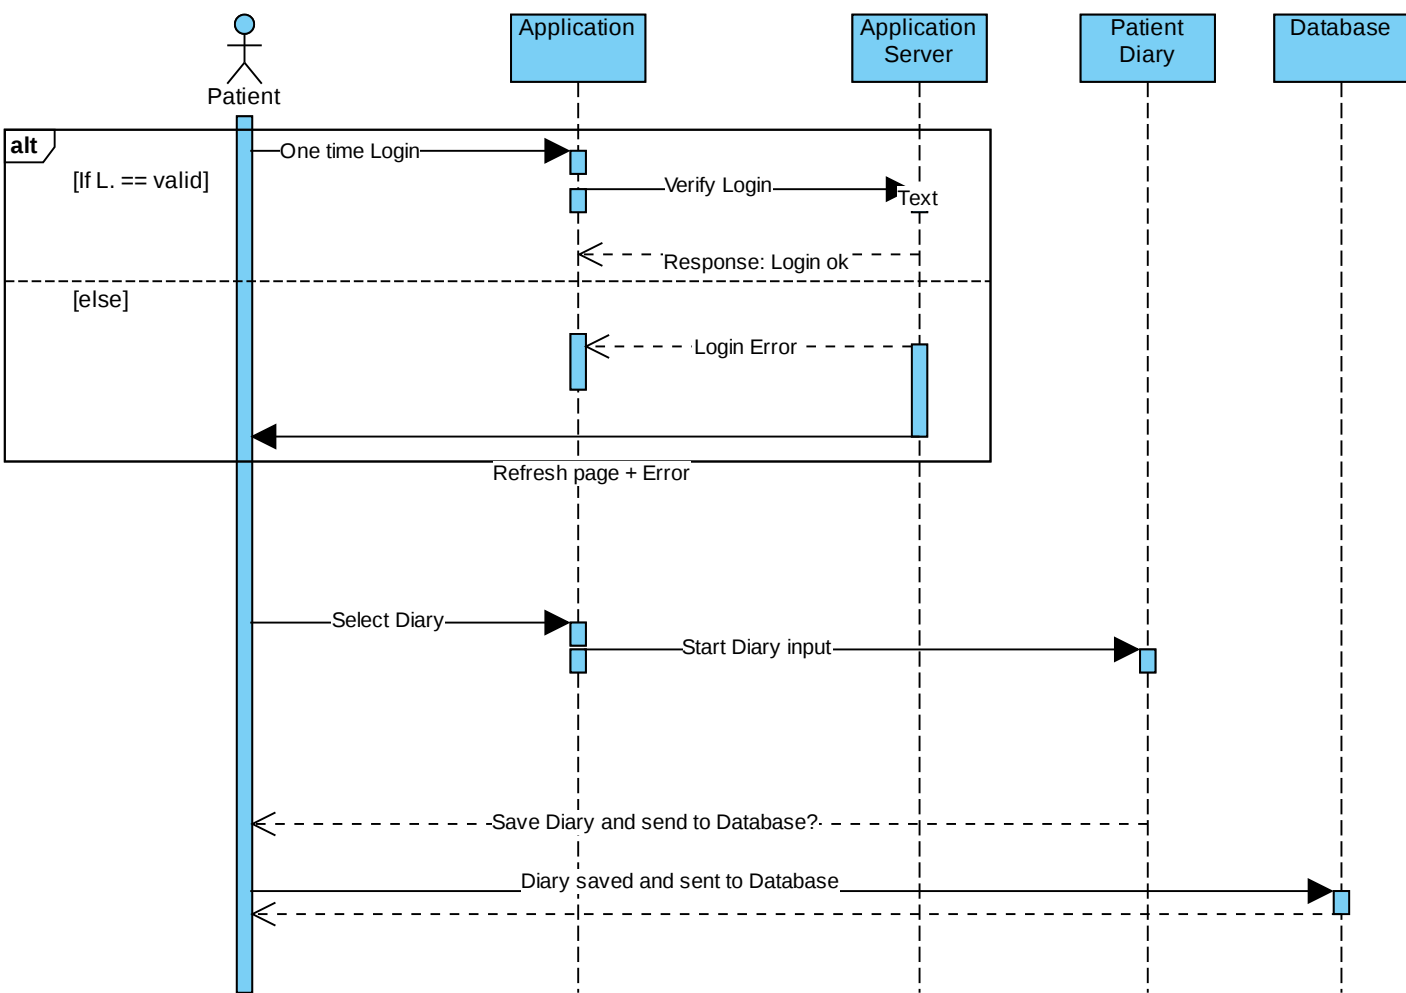 Patient
Application
Application
Server
Patient
Diary
Database
alt
One time Login
[If L. == valid]
Verify Login
Text
Response: Login ok
[else]
Login Error
Refresh page + Error
Select Diary
Start Diary input
Save Diary and send to Database?
Diary saved and sent to Database